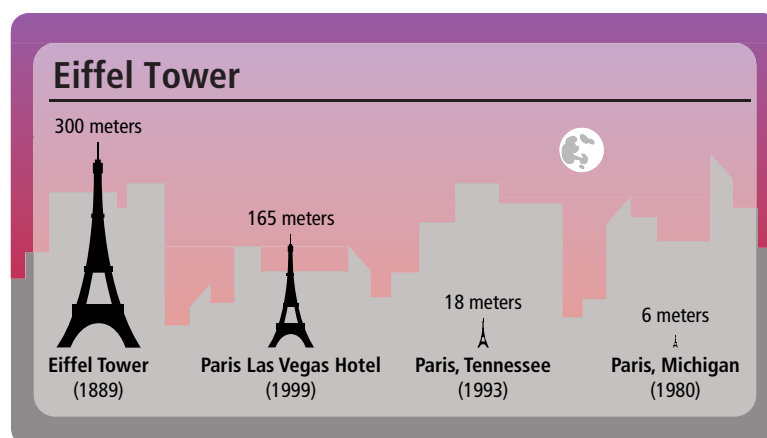 Eiffel Tower
300 meters
165 meters
18 meters
6 meters
Eiffel Tower
(1889)
Paris Las Vegas Hotel
(1999)
Paris, Tennessee
(1993)
Paris, Michigan
(1980)